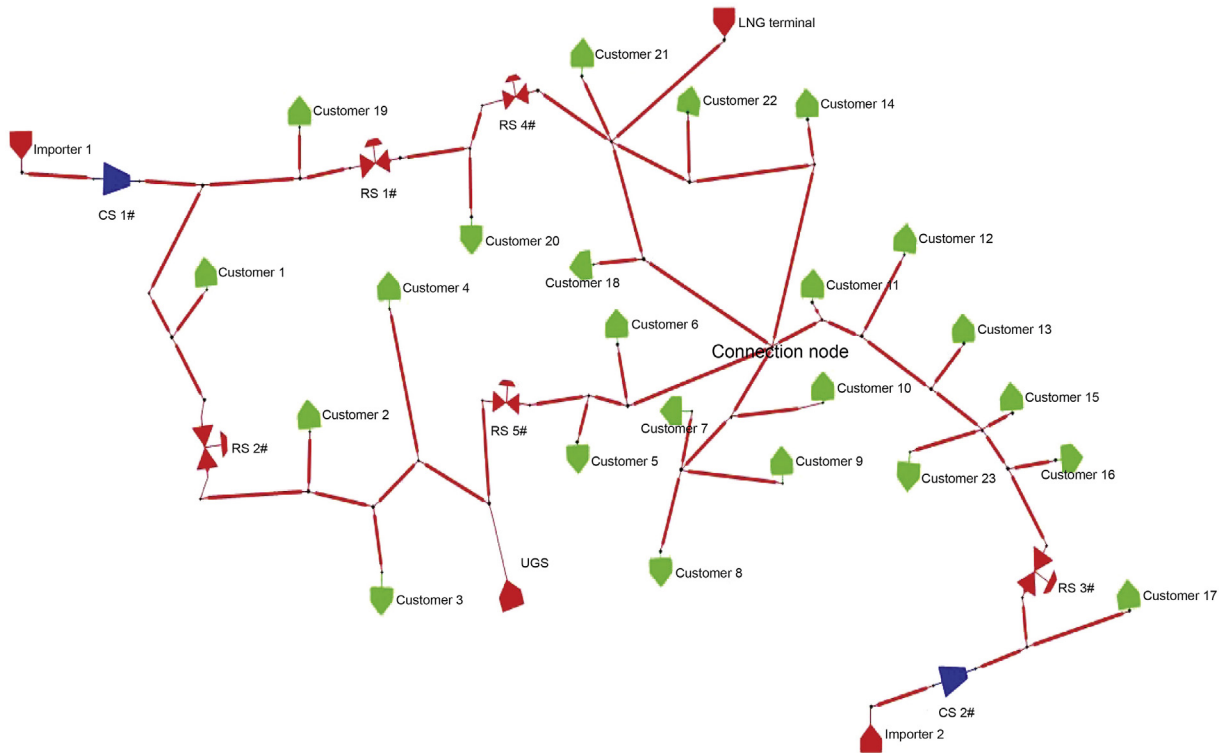 LNG terminal
Customer 21
Customer 22
Customer 14
RS 4#
Customer 19
Importer 1
RS 1#
CS 1#
Customer 20
Customer 12
Customer 1
Customer 18
Customer 4
Customer 11
Customer 6
Customer 13
Connection node
Customer 10
Customer 15
Customer 2
Customer 7
RS 5#
RS 2#
Customer 5
Customer 9
Customer 23
Customer 16
UGS
Customer 8
RS 3#
Customer 3
Customer 17
CS 2#
Importer 2